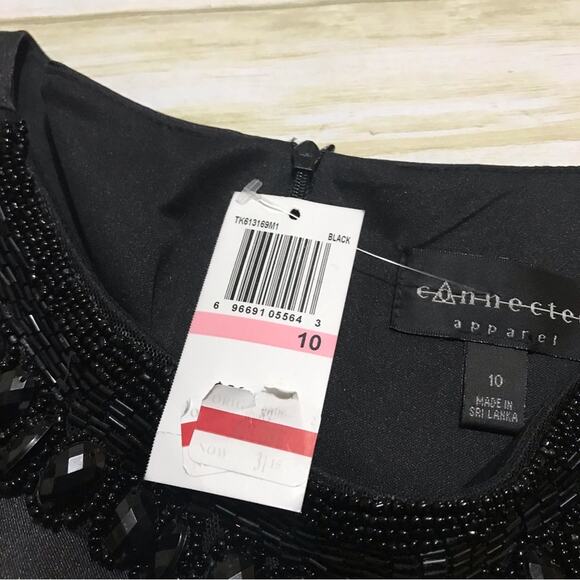 TK613169M1 BLACK
6 96691 05564 3
10
NOW
connected
apparel
10
MADE IN
SRI LANKA